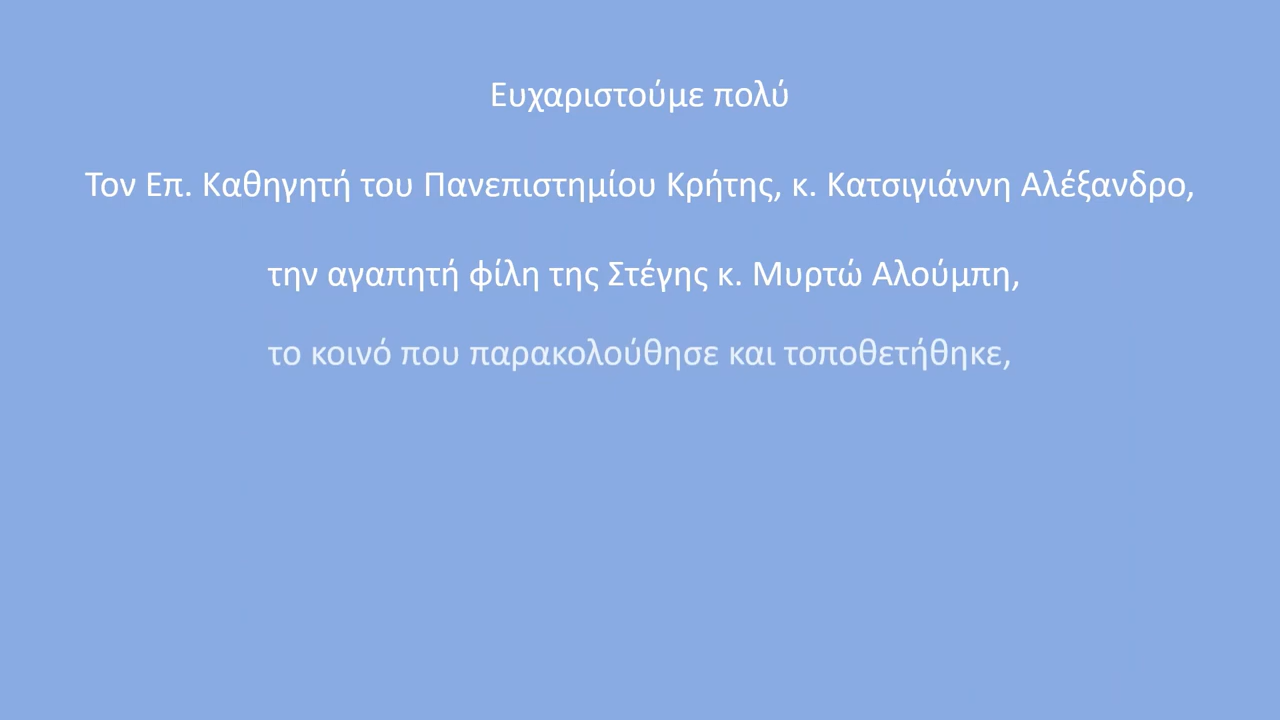 Ευχαριστούμε πολύ
Τον Επ. Καθηγητή του Πανεπιστημίου Κρήτης, κ. Κατσιγιάννη Αλέξανδρο,
την αγαπητή φίλη της Στέγης κ. Μυρτώ Αλούμπη,
το κοινό που παρακολούθησε και τοποθετήθηκε,